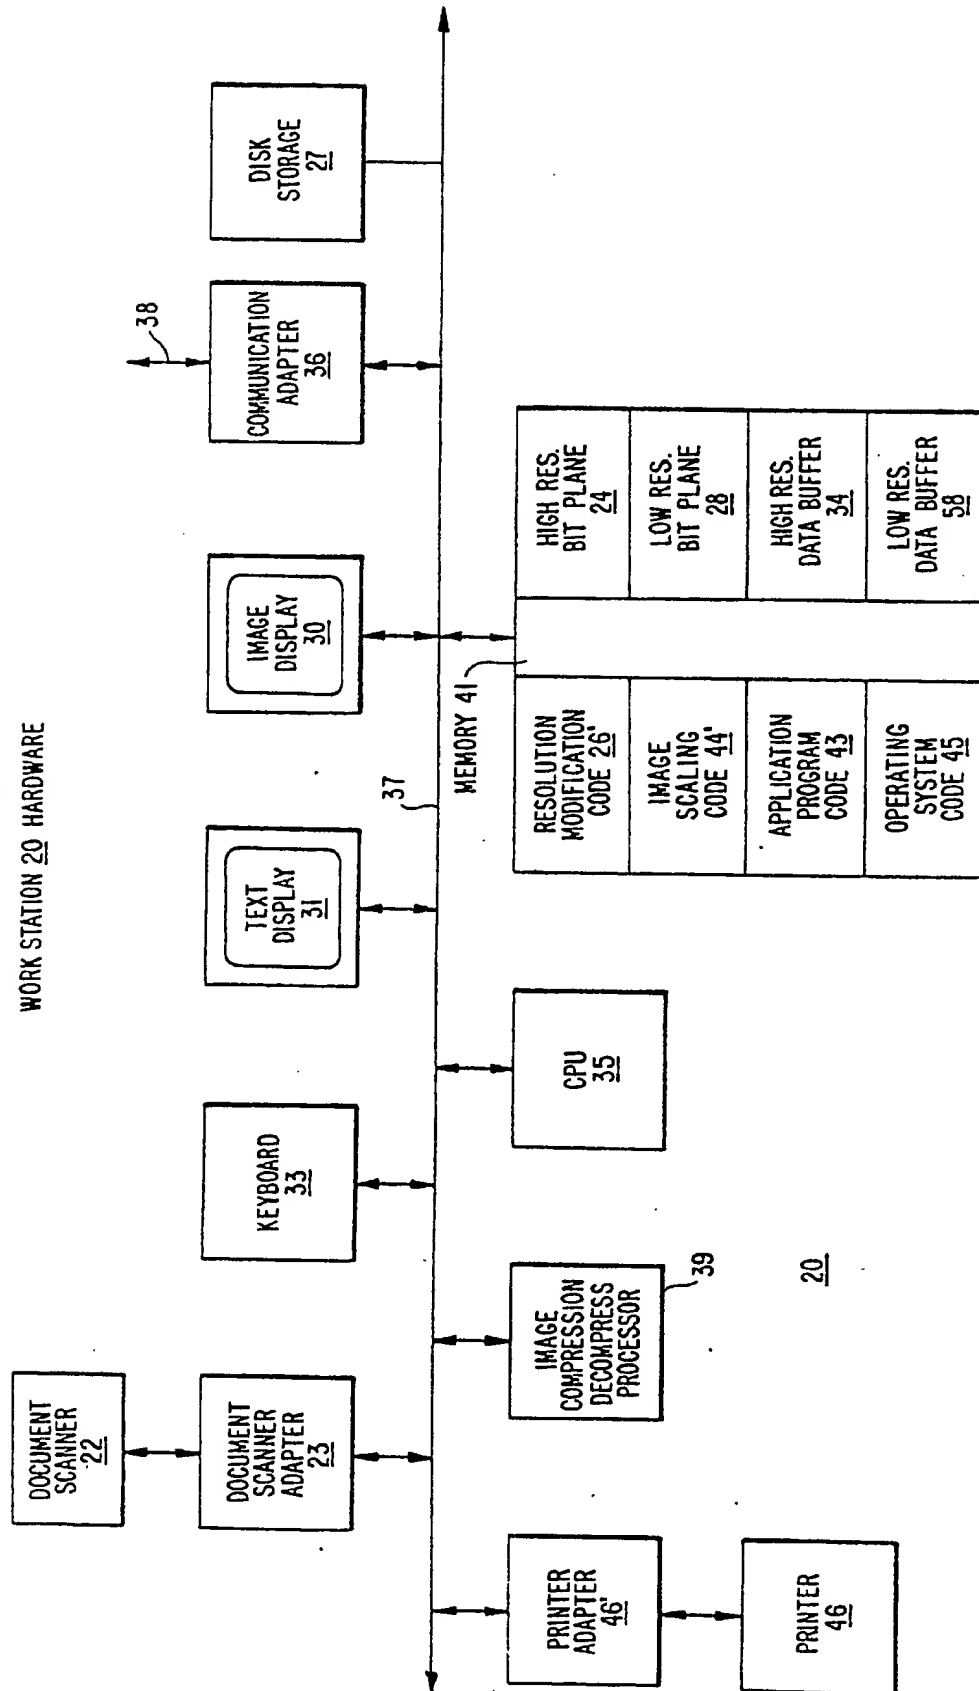 WORK STATION 20 HARDWARE
DOCUMENT
SCANNER
22
DOCUMENT
SCANNER
ADAPTER
23
KEYBOARD
33
TEXT
DISPLAY
31
IMAGE
DISPLAY
30
COMMUNICATION
ADAPTER
36
38
DISK
STORAGE
27
37
PRINTER
ADAPTER
46'
PRINTER
46
IMAGE
COMPRESSION
DECOMPRESS
PROCESSOR
39
CPU
35
MEMORY 41
RESOLUTION
MODIFICATION
CODE 26'
IMAGE
SCALING
CODE 44'
APPLICATION
PROGRAM
CODE 43
OPERATING
SYSTEM
CODE 45
HIGH RES.
BIT PLANE
24
LOW RES.
BIT PLANE
28
HIGH RES.
DATA BUFFER
34
LOW RES.
DATA BUFFER
58
20